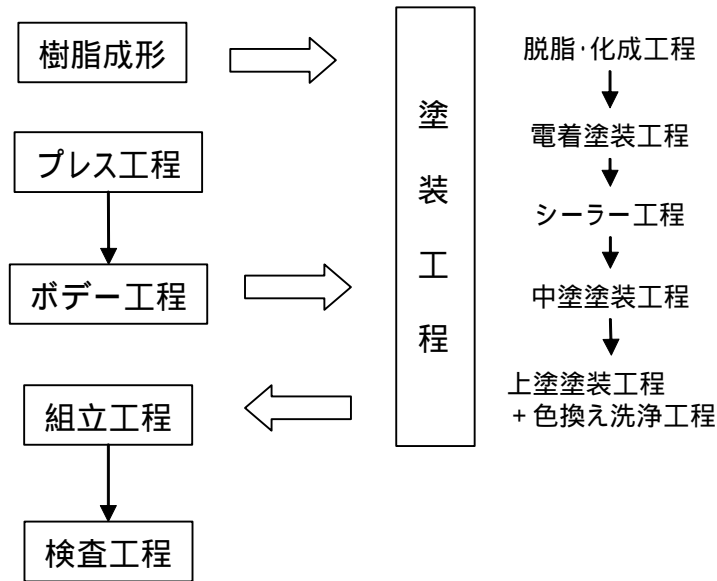 樹脂成形
プレス工程
ボデー工程
組立工程
検査工程
塗装工程
脱脂・化成工程
電着塗装工程
シーラー工程
中塗塗装工程
上塗塗装工程
+色換え洗浄工程